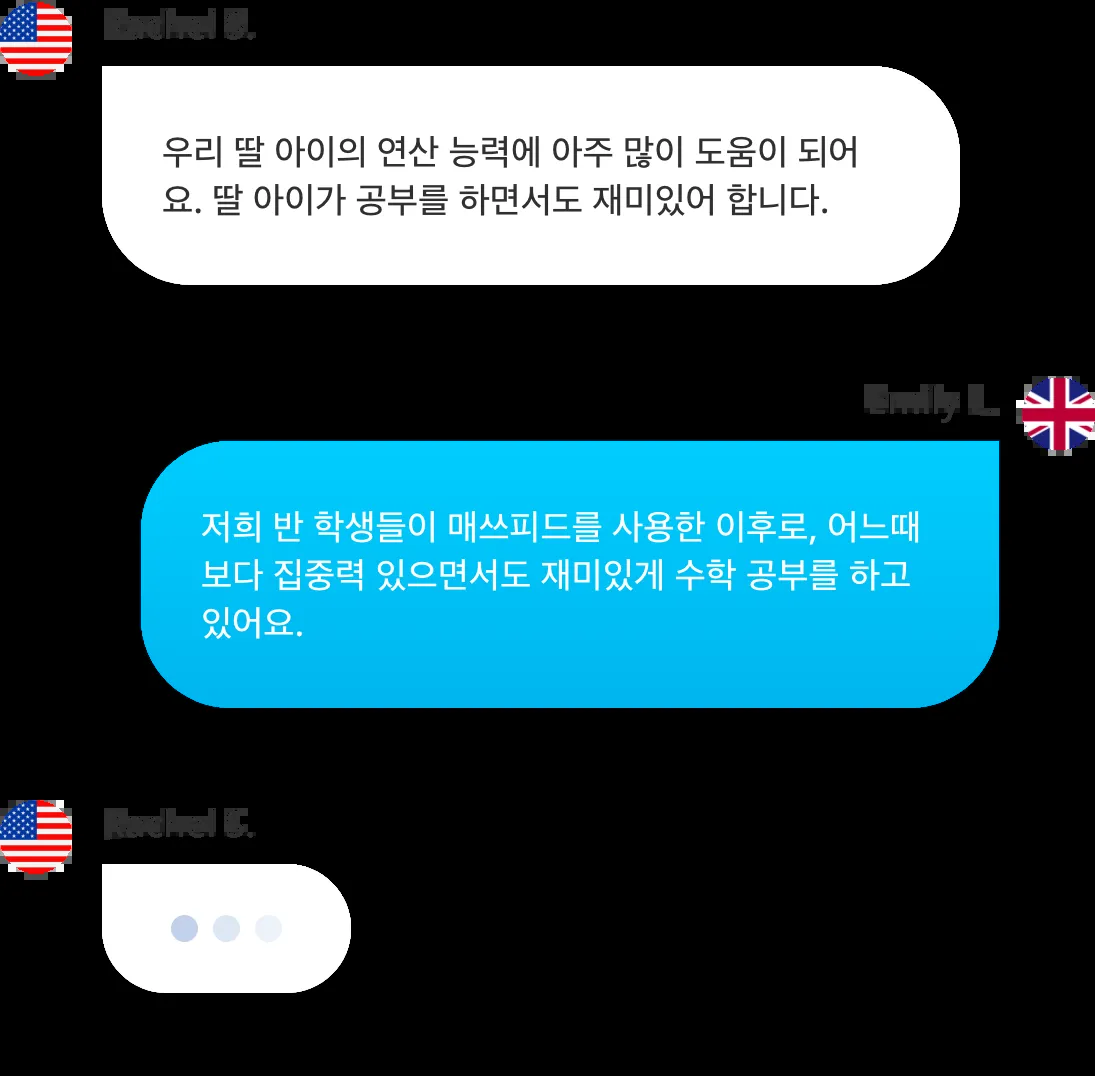 우리 딸 아이의 연산 능력에 아주 많이 도움이 되어
요. 딸 아이가 공부를 하면서도 재미있어 합니다.
Emily L.
저희 반 학생들이 매쓰피드를 사용한 이후로, 어느때
보다 집중력 있으면서도 재미있게 수학 공부를 하고
있어요.
Rachel